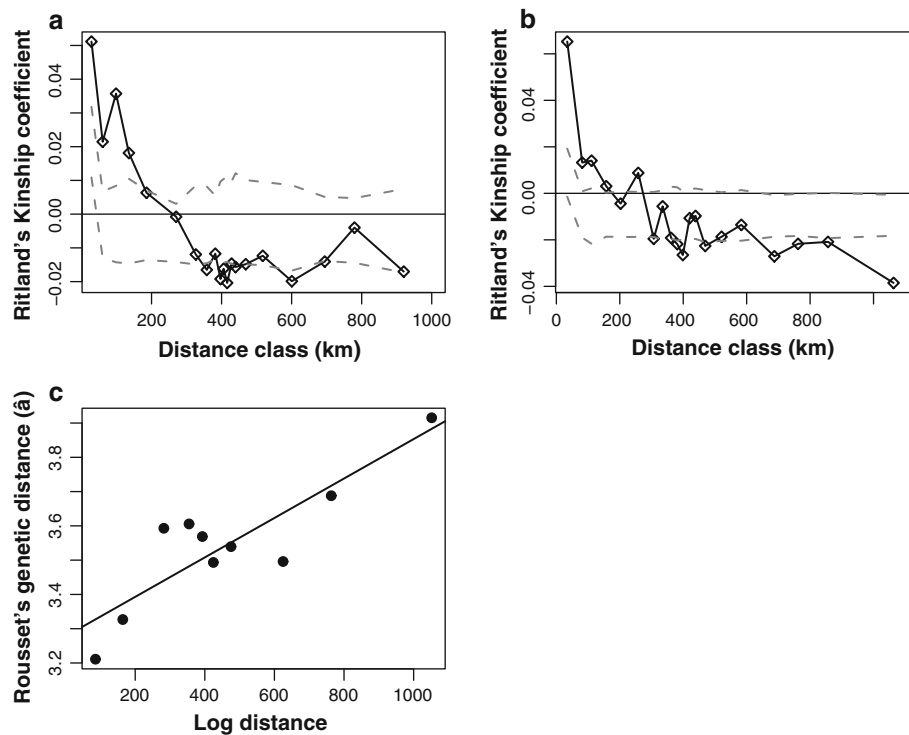 a
Ritland's Kinship coefficient
0.04
0.02
0.00
−0.02
200 400 600 800 1000
Distance class (km)
b
Ritland's Kinship coefficient
0.04
0.00
−0.04
0 200 400 600 800
Distance class (km)
c
Rousset's genetic distance (â)
3.8
3.6
3.4
3.2
200 400 600 800 1000
Log distance